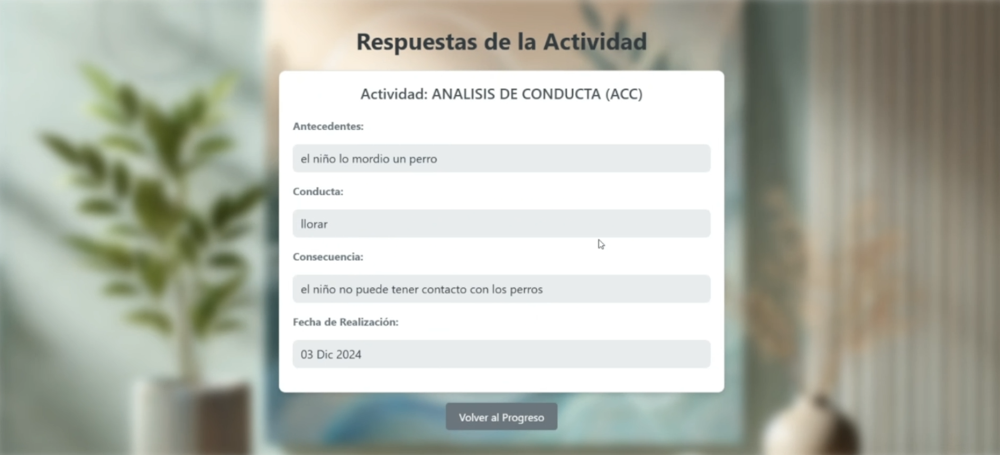 Respuestas de la Actividad
Actividad: ANALISIS DE CONDUCTA (ACC)
Antecedentes:
el niño lo mordio un perro
Conducta:
llorar
Consecuencia:
el niño no puede tener contacto con los perros
Fecha de Realización:
03 Dic 2024
Volver al Progreso